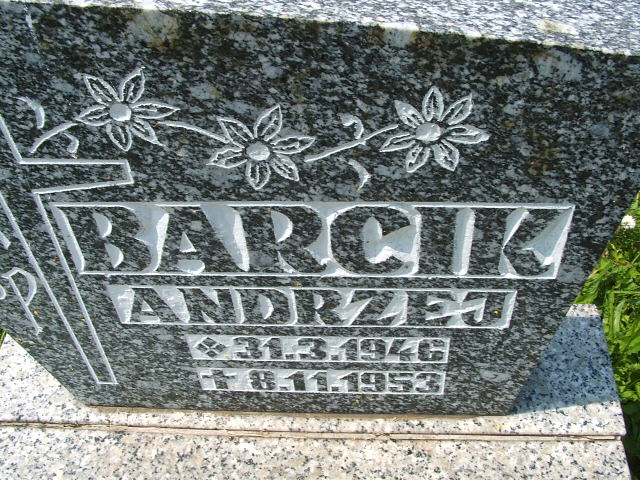 BARCIK
ANDRZEJ
31.3.1946
† 8.11.1953